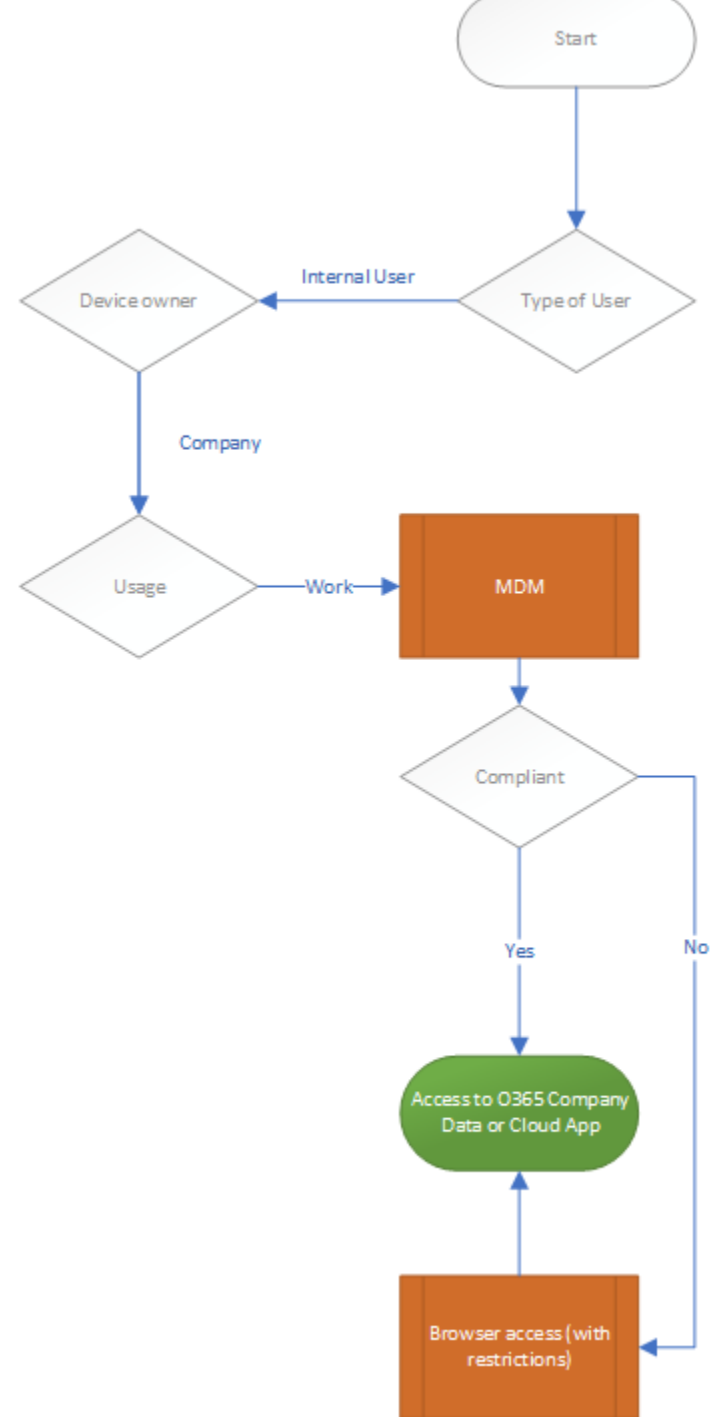 Start
Type of User
Internal User
Device owner
Company
Usage
Work
MDM
Compliant
Yes
No
Access to O365 Company
Data or Cloud App
Browser access (with
restrictions)